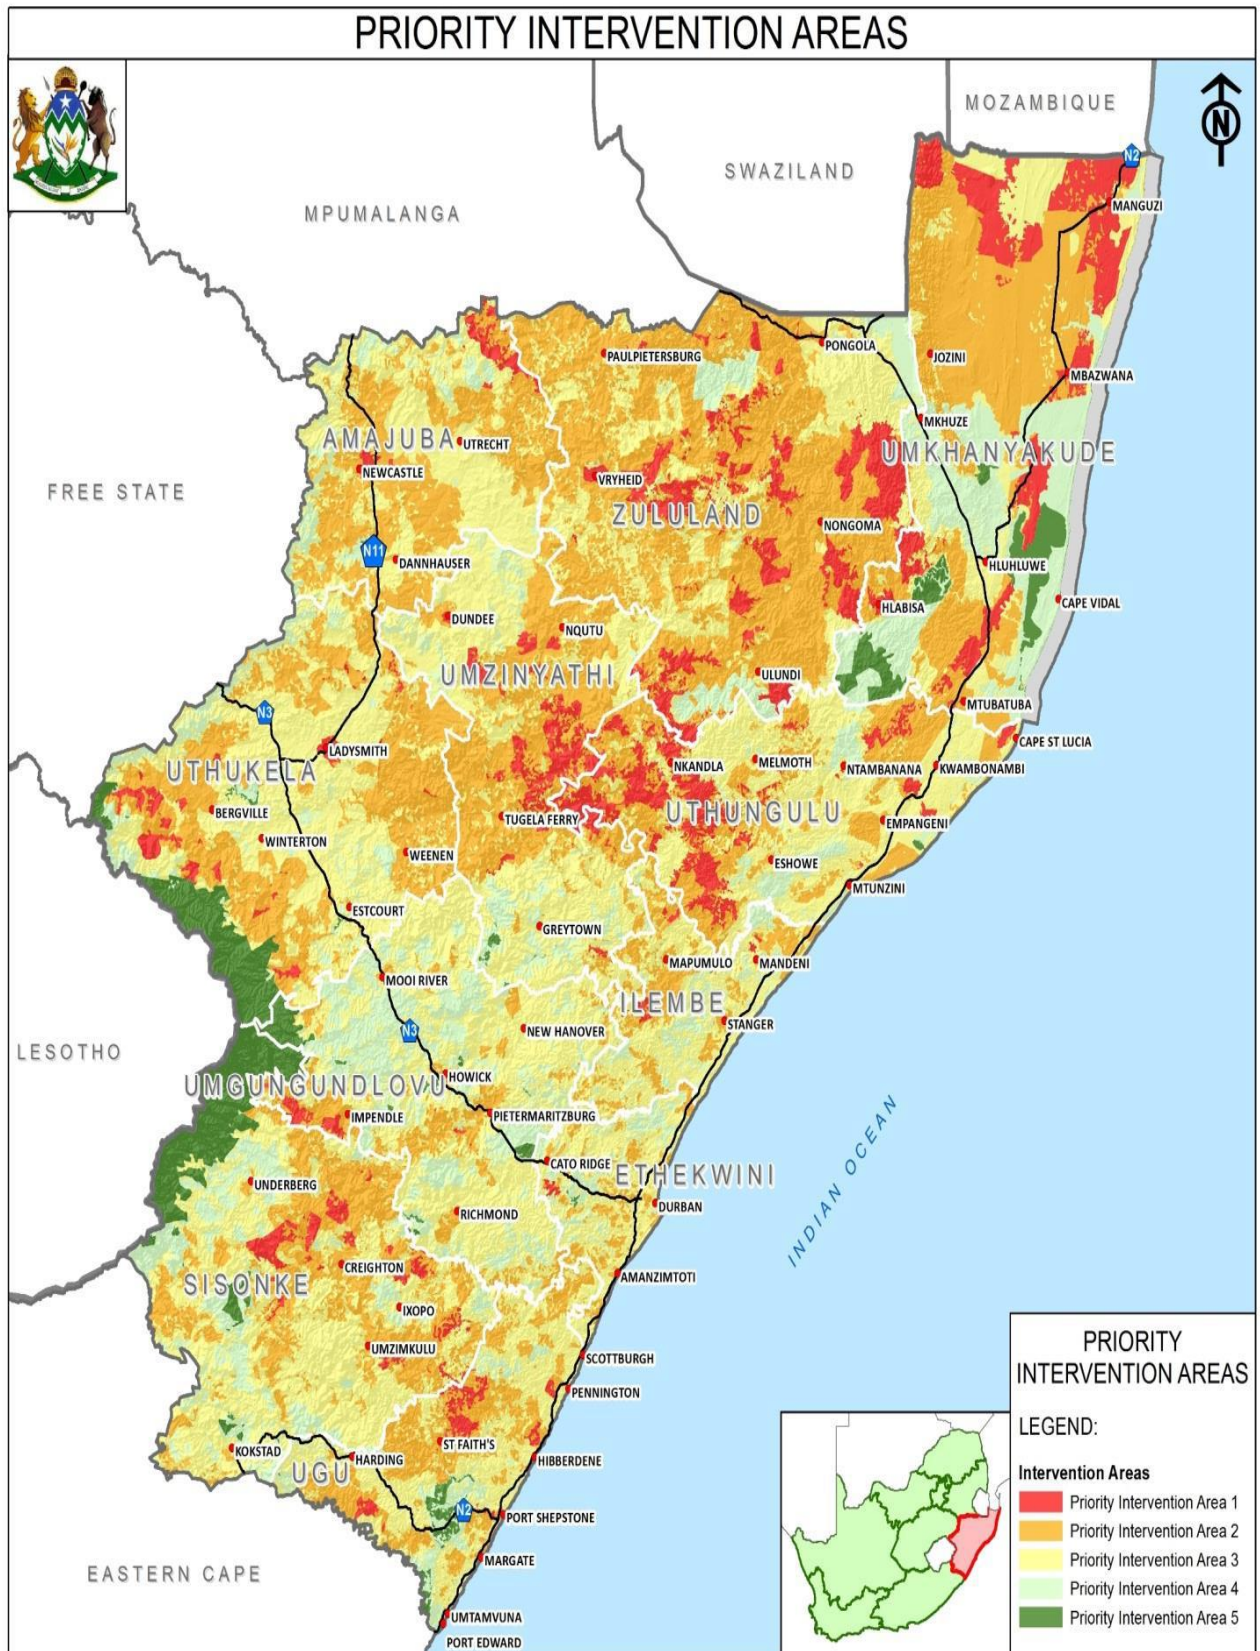 PRIORITY INTERVENTION AREAS
MOZAMBIQUE
N
SWAZILAND
N2
MPUMALANGA
MANGUZI
PONGOLA
PAULPIETERSBURG
JOZINI
MBAZWANA
MKHUZE
AMAJUBA
UTRECHT
UMKHANYAKUDE
NEWCASTLE
VRYHEID
FREE STATE
ZULULAND
NONGOMA
N11
DANNHAUSER
HLUHLUWE
HLABISA
CAPE VIDAL
DUNDEE
NQUTU
UMZINYATHI
ULUNDI
MTUBATUBA
N3
CAPE ST LUCIA
LADYSMITH
NKANDLA
MELMOTH
NTAMBANANA
KWAMBONAMBI
UTHUKELA
BERGVILLE
UTHUNGULU
TUGELA FERRY
EMPANGENI
WINTERTON
WEENEN
ESHOWE
MTUNZINI
ESTCOURT
GREYTOWN
MAPUMULO
MANDENI
MOOI RIVER
ILEMBE
STANGER
N3
NEW HANOVER
LESOTHO
HOWICK
UMGUNGUNDLOVU
IMPENDLE
PIETERMARITZBURG
CATO RIDGE
ETHEKWINI
UNDERBERG
DURBAN
RICHMOND
INDIAN OCEAN
CREIGHTON
AMANZIMTOTI
SISONKE
IXOPO
UMZIMKULU
SCOTTBURGH
PENNINGTON
ST FAITH'S
KOKSTAD
HARDING
HIBBERDENE
UGU
N2
PORT SHEPSTONE
MARGATE
EASTERN CAPE
UMTAMVUNA
PORT EDWARD
PRIORITY
INTERVENTION AREAS
LEGEND:
Intervention Areas
Priority Intervention Area 1
Priority Intervention Area 2
Priority Intervention Area 3
Priority Intervention Area 4
Priority Intervention Area 5